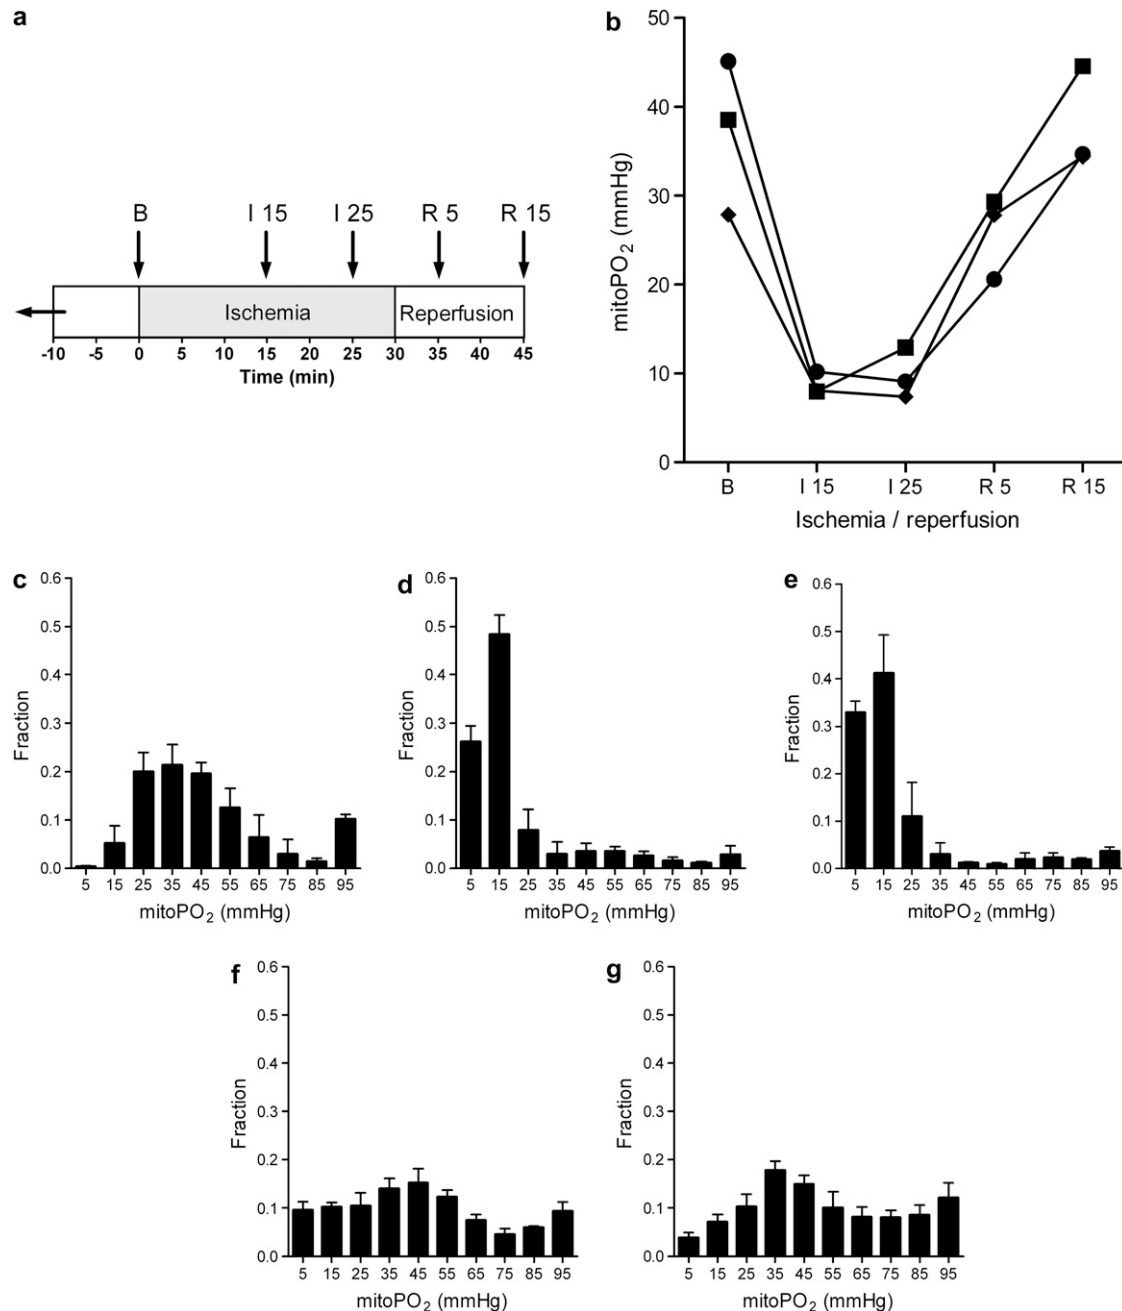 a
B I 15 I 25 R 5 R 15
Ischemia Reperfusion
-10 -5 0 5 10 15 20 25 30 35 40 45
Time (min)
b
50
40
30
20
10
0
mitoPO2 (mmHg)
B I 15 I 25 R 5 R 15
Ischemia / reperfusion
c
0.6
0.5
0.4
0.3
0.2
0.1
0.0
Fraction
5 15 25 35 45 55 65 75 85 95
mitoPO2 (mmHg)
d
0.6
0.5
0.4
0.3
0.2
0.1
0.0
Fraction
5 15 25 35 45 55 65 75 85 95
mitoPO2 (mmHg)
e
0.6
0.5
0.4
0.3
0.2
0.1
0.0
Fraction
5 15 25 35 45 55 65 75 85 95
mitoPO2 (mmHg)
f
0.6
0.5
0.4
0.3
0.2
0.1
0.0
Fraction
5 15 25 35 45 55 65 75 85 95
mitoPO2 (mmHg)
g
0.6
0.5
0.4
0.3
0.2
0.1
0.0
Fraction
5 15 25 35 45 55 65 75 85 95
mitoPO2 (mmHg)